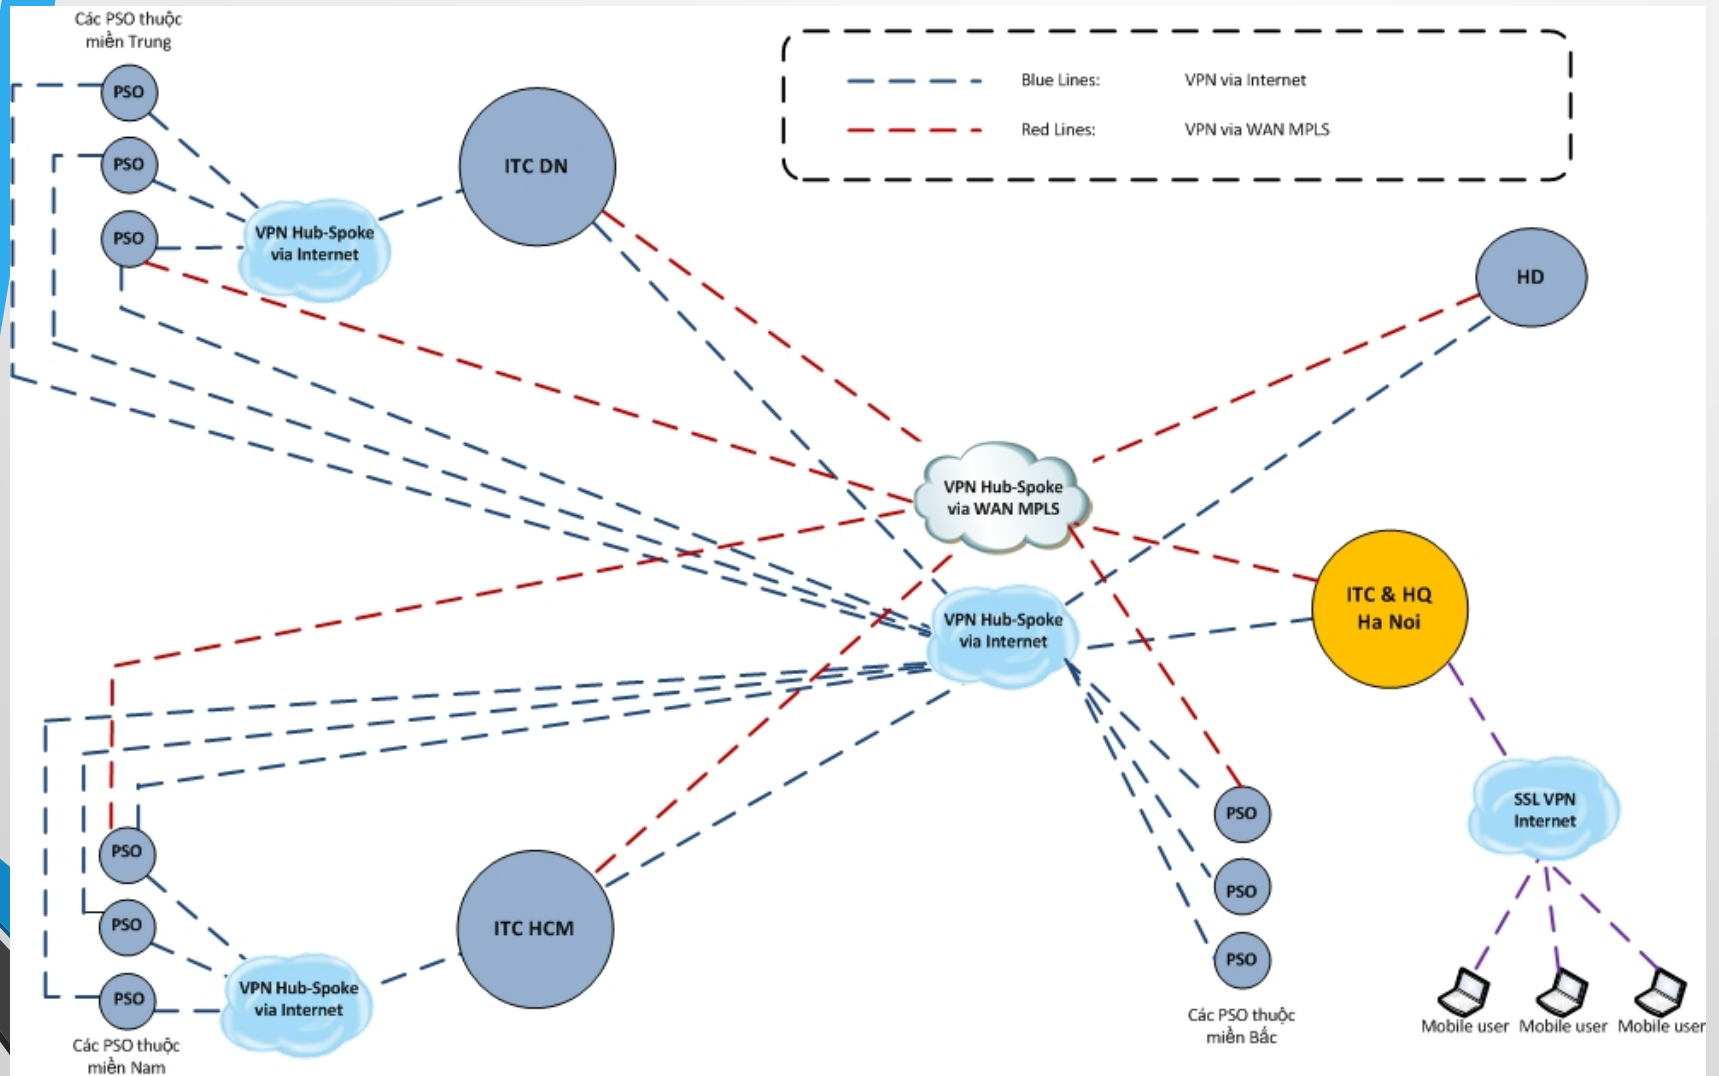 Các PSO thuộc
miền Trung
PSO
PSO
PSO
VPN Hub-Spoke
via Internet
ITC DN
Blue Lines: VPN via Internet
Red Lines: VPN via WAN MPLS
HD
VPN Hub-Spoke
via WAN MPLS
VPN Hub-Spoke
via Internet
ITC & HQ
Ha Noi
SSL VPN
Internet
Mobile user
Mobile user
Mobile user
PSO
PSO
PSO
Các PSO thuộc
miền Bắc
PSO
PSO
PSO
Các PSO thuộc
miền Nam
VPN Hub-Spoke
via Internet
ITC HCM